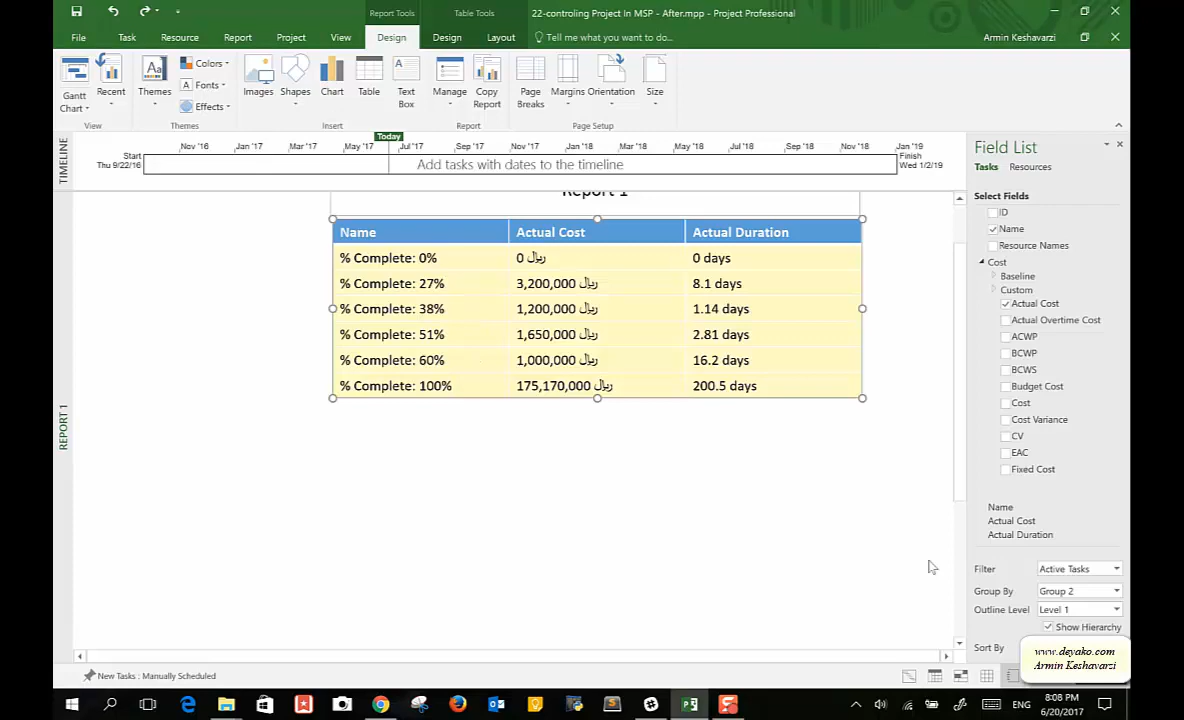 Report Tools
Table Tools
22-controling Project In MSP - After.mpp - Project Professional
File
Task
Resource
Report
Project
View
Design
Design
Layout
Tell me what you want to do...
Armin Keshavarzi
Gantt Chart
Recent
Themes
Colors
Fonts
Effects
Images
Shapes
Chart
Table
Text Box
Manage
Copy Report
Page Breaks
Margins
Orientation
Size
View
Themes
Insert
Report
Page Setup
Today
TIMELINE
Start
Thu 9/22/16
Nov '16
Jan '17
Mar '17
May '17
Jul '17
Sep '17
Nov '17
Jan '18
Mar '18
May '18
Jul '18
Sep '18
Nov '18
Jan '19
Add tasks with dates to the timeline
Finish
Wed 1/2/19
Report 1
REPORT 1
Name Actual Cost Actual Duration
% Complete: 0% 0 ریال 0 days
% Complete: 27% 3,200,000 ریال 8.1 days
% Complete: 38% 1,200,000 ریال 1.14 days
% Complete: 51% 1,650,000 ریال 2.81 days
% Complete: 60% 1,000,000 ریال 16.2 days
% Complete: 100% 175,170,000 ریال 200.5 days
Field List
Tasks Resources
Select Fields
ID
Name
Resource Names
Cost
Baseline
Custom
Actual Cost
Actual Overtime Cost
ACWP
BCWP
BCWS
Budget Cost
Cost
Cost Variance
CV
EAC
Fixed Cost
Name
Actual Cost
Actual Duration
Filter Active Tasks
Group By Group 2
Outline Level Level 1
Show Hierarchy
Sort By
www.deyako.com
Armin Keshavarzi
New Tasks : Manually Scheduled
ENG
8:08 PM
6/20/2017